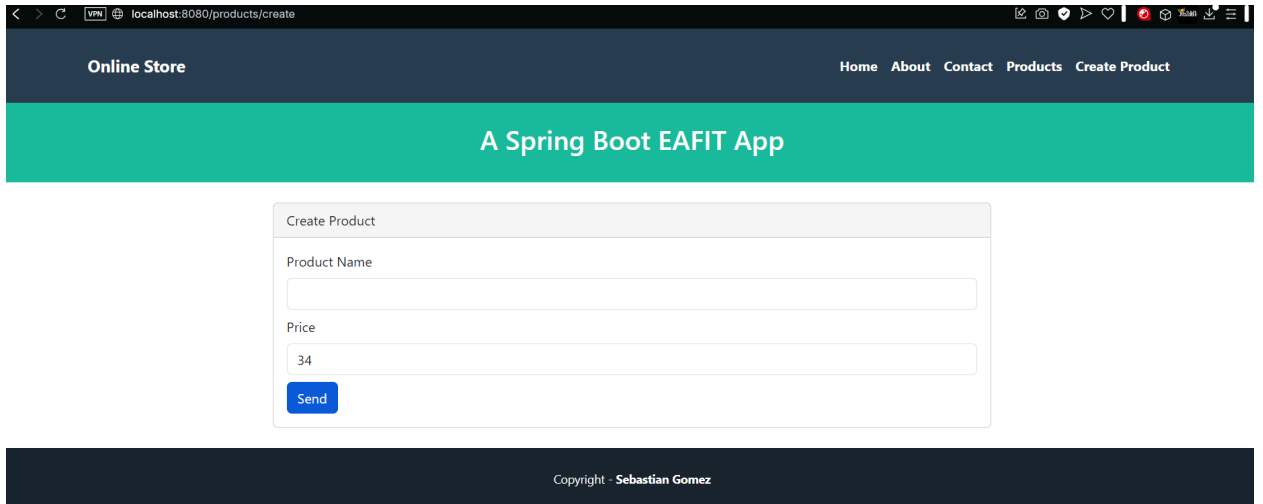 VPN localhost:8080/products/create
Online Store Home About Contact Products Create Product
A Spring Boot EAFIT App
Create Product
Product Name
Price
34
Send
Copyright - Sebastian Gomez